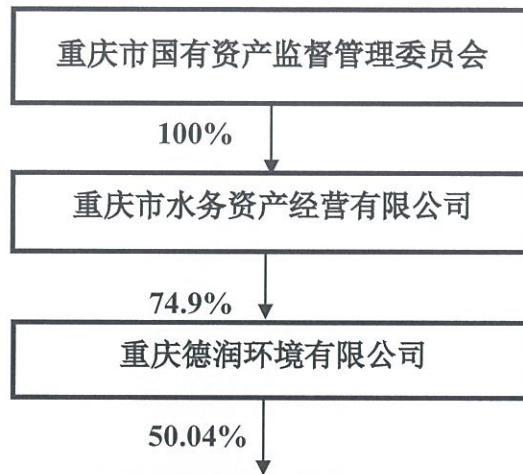 重庆市国有资产监督管理委员会
100%
重庆市水务资产经营有限公司
74.9%
重庆德润环境有限公司
50.04%